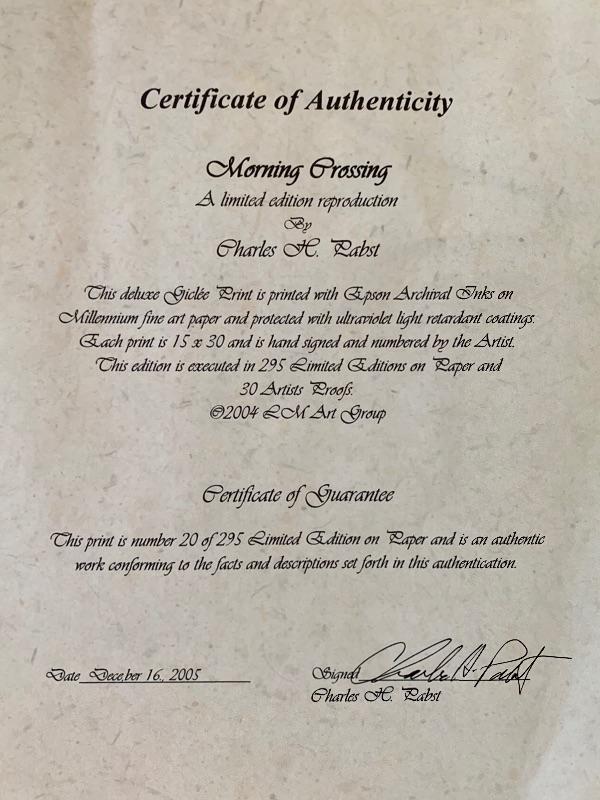 Certificate of Authenticity
Morning Crossing
A limited edition reproduction
By
Charles H. Pabst
This deluxe Giclée Print is printed with Epson Archival Inks on
Millennium fine art paper and protected with ultraviolet light retardant coatings.
Each print is 15 x 30 and is hand signed and numbered by the Artist.
This edition is executed in 295 Limited Editions on Paper and
30 Artists Proofs.
©2004 LM Art Group
Certificate of Guarantee
This print is number 20 of 295 Limited Edition on Paper and is an authentic
work conforming to the facts and descriptions set forth in this authentication.
Date Dece,ber 16, 2005
Signed Charles H. Pabst
Charles H. Pabst